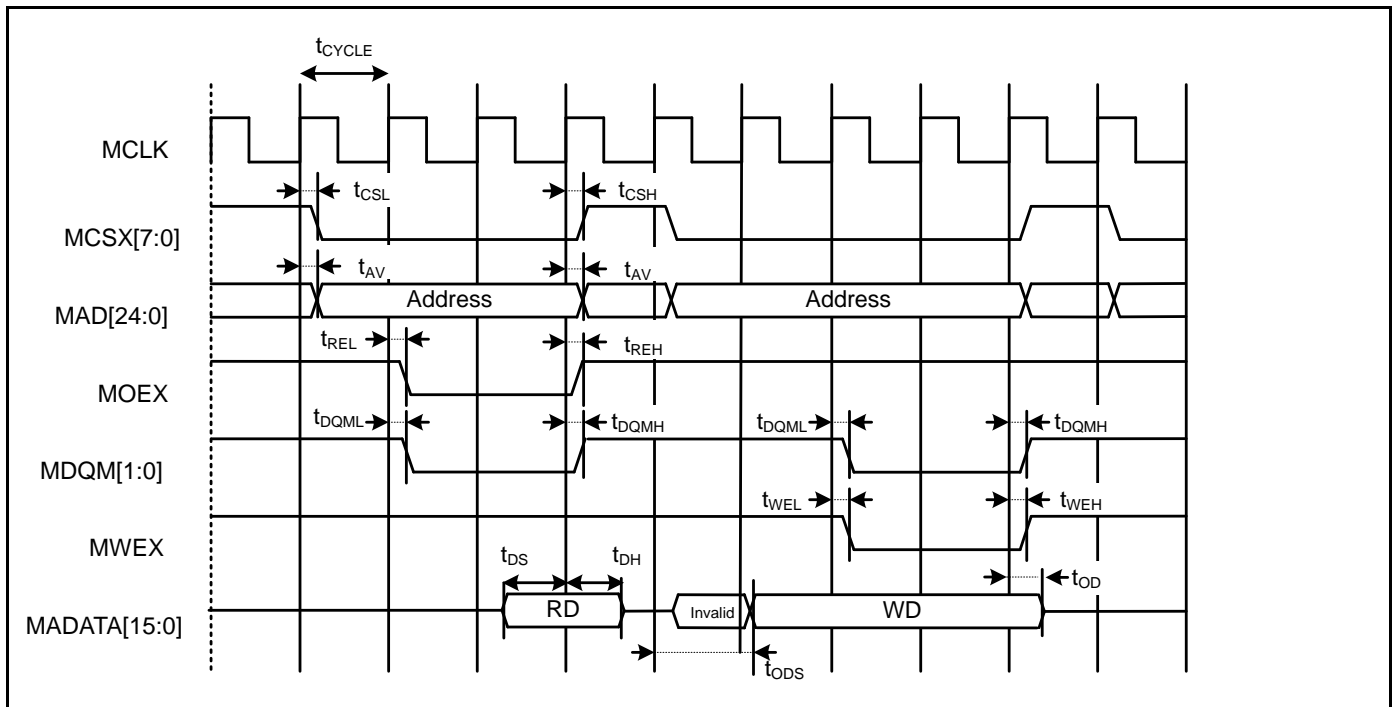 tCYCLE
MCLK
tCSL
tCSH
MCSX[7:0]
tAV
tAV
Address
Address
MAD[24:0]
tREL
tREH
MOEX
tDQML
tDQMH
tDQML
tDQMH
MDQM[1:0]
tWEL
tWEH
MWEX
tDS
tDH
tOD
RD
Invalid
WD
MADATA[15:0]
tODS